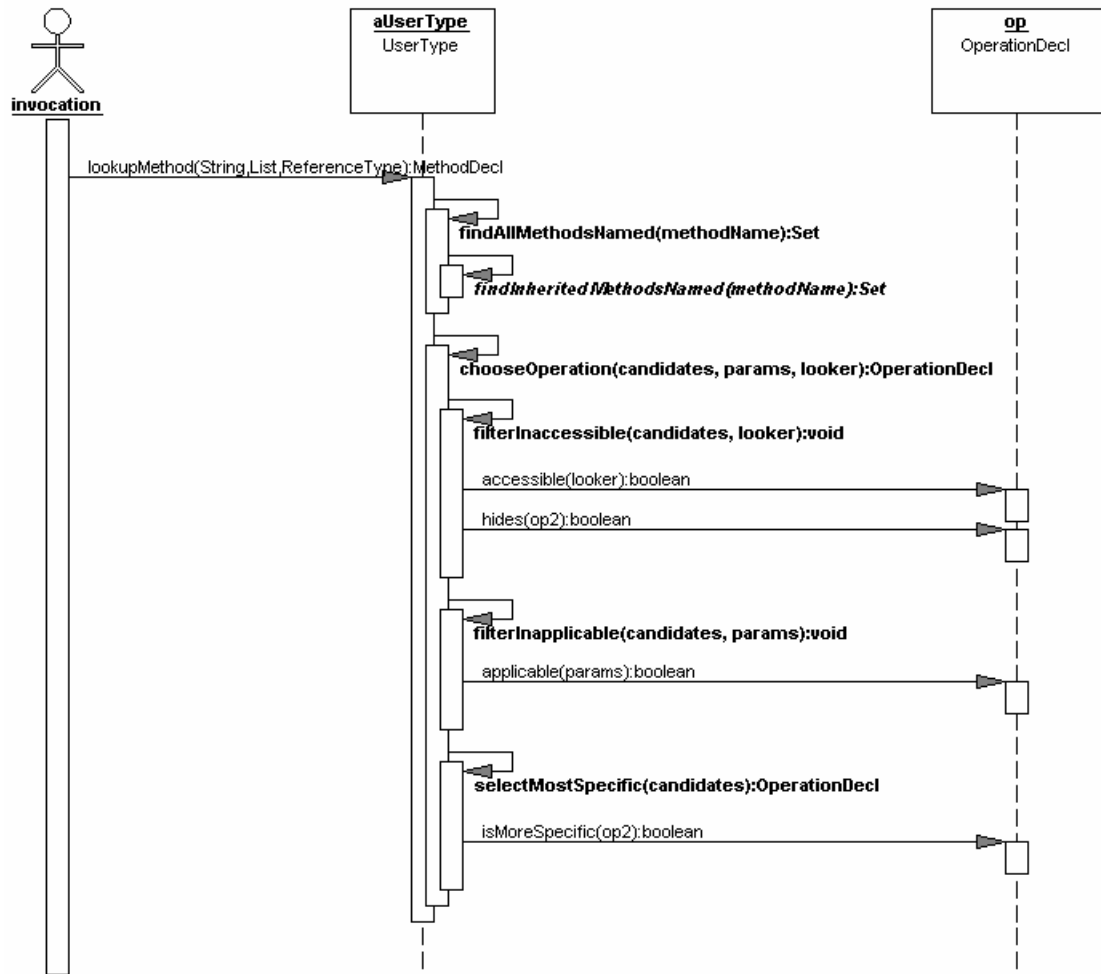 aUserType
UserType
op
OperationDecl
invocation
lookupMethod(String,List,ReferenceType):MethodDecl
findAllMethodsNamed(methodName):Set
findInheritedMethodsNamed(methodName):Set
chooseOperation(candidates, params, looker):OperationDecl
filterInaccessible(candidates, looker):void
accessible(looker):boolean
hides(op2):boolean
filterInapplicable(candidates, params):void
applicable(params):boolean
selectMostSpecific(candidates):OperationDecl
isMoreSpecific(op2):boolean